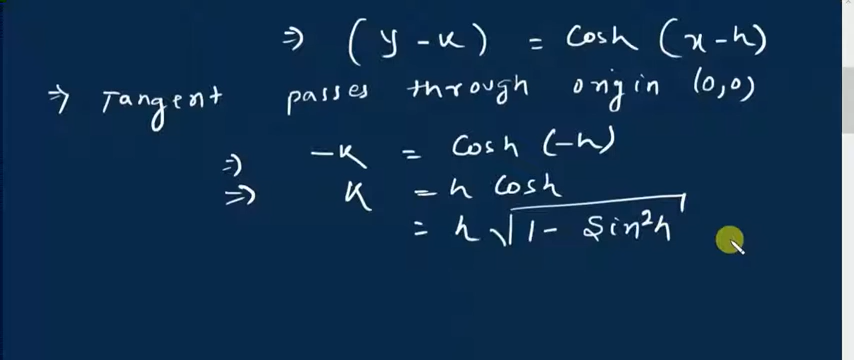 ⇒ (y - k) = Cosh (x-h)
⇒ Tangent passes through origin (0,0)
⇒ -k = Cosh (-h)
⇒ k = h Cosh
= h √1 - Sin²h